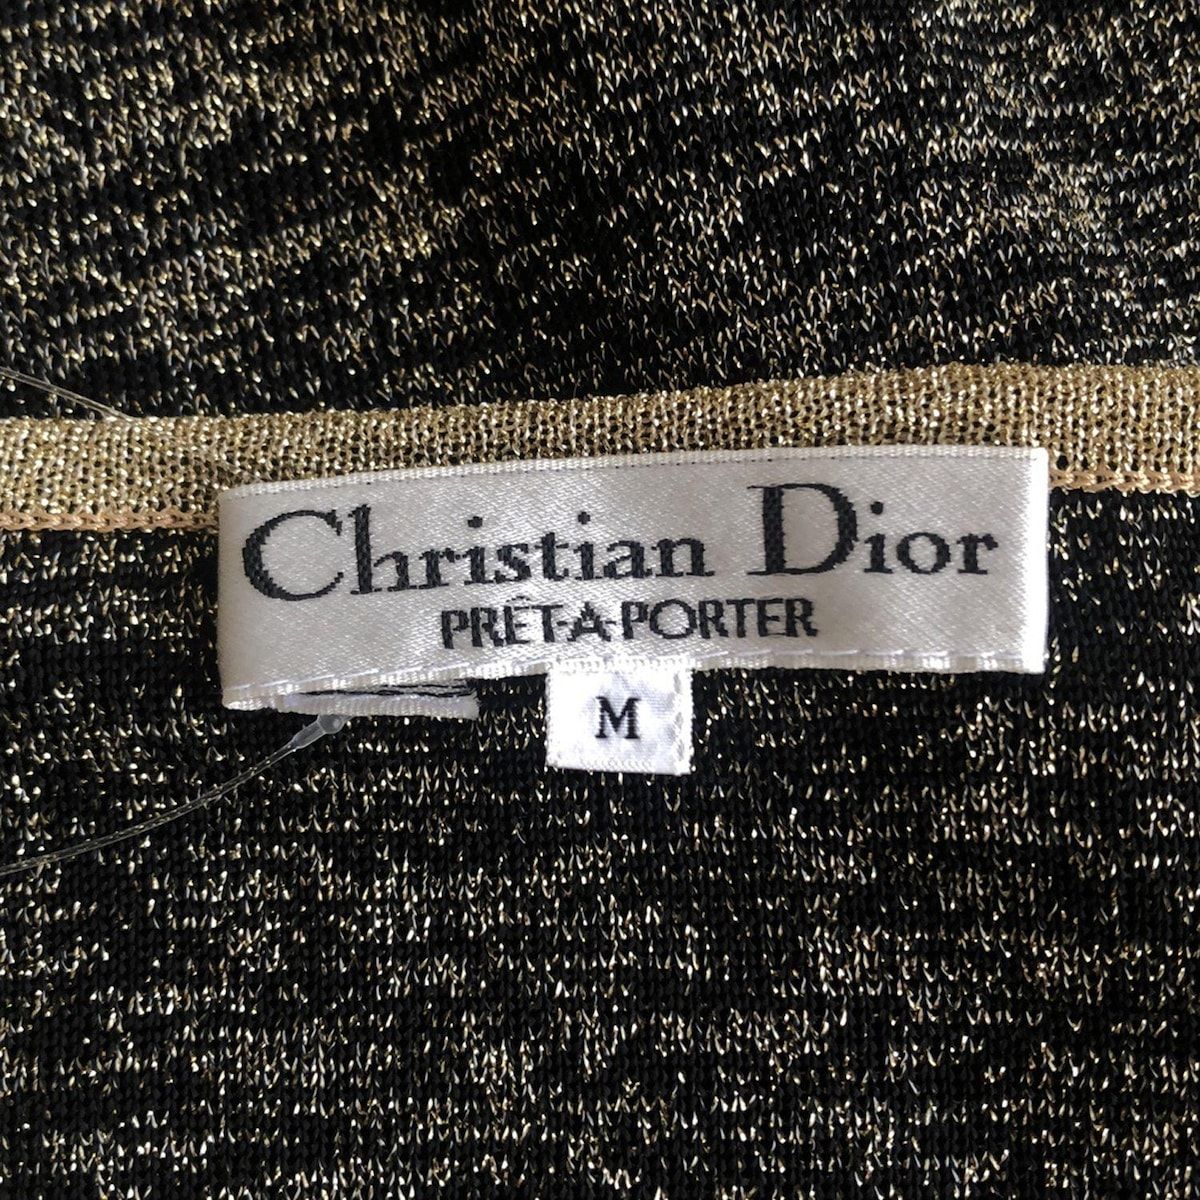 Christian Dior
PRÊT-A-PORTER
M